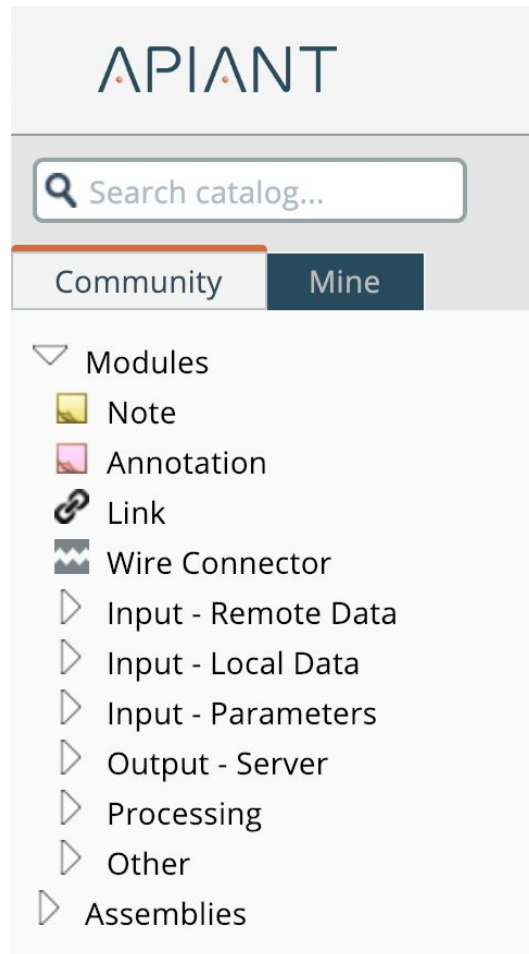 APIANT
Search catalog...
Community Mine
Modules
Note
Annotation
Link
Wire Connector
Input - Remote Data
Input - Local Data
Input - Parameters
Output - Server
Processing
Other
Assemblies